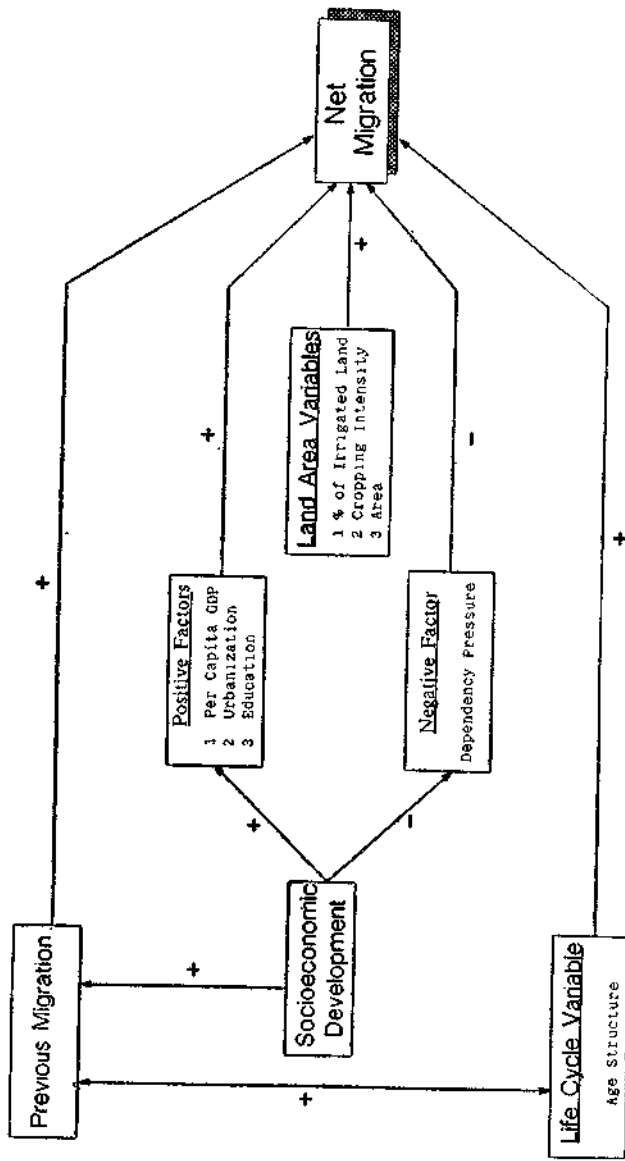 Previous Migration
+
+
+
Socioeconomic
Development
+
−
Positive Factors
1 Per Capita GDP
2 Urbanization
3 Education
+
Land Area Variables
1 % of Irrigated Land
2 Cropping Intensity
3 Area
+
Net
Migration
Negative Factor
Dependency Pressure
−
Life Cycle Variable
Age Structure
+